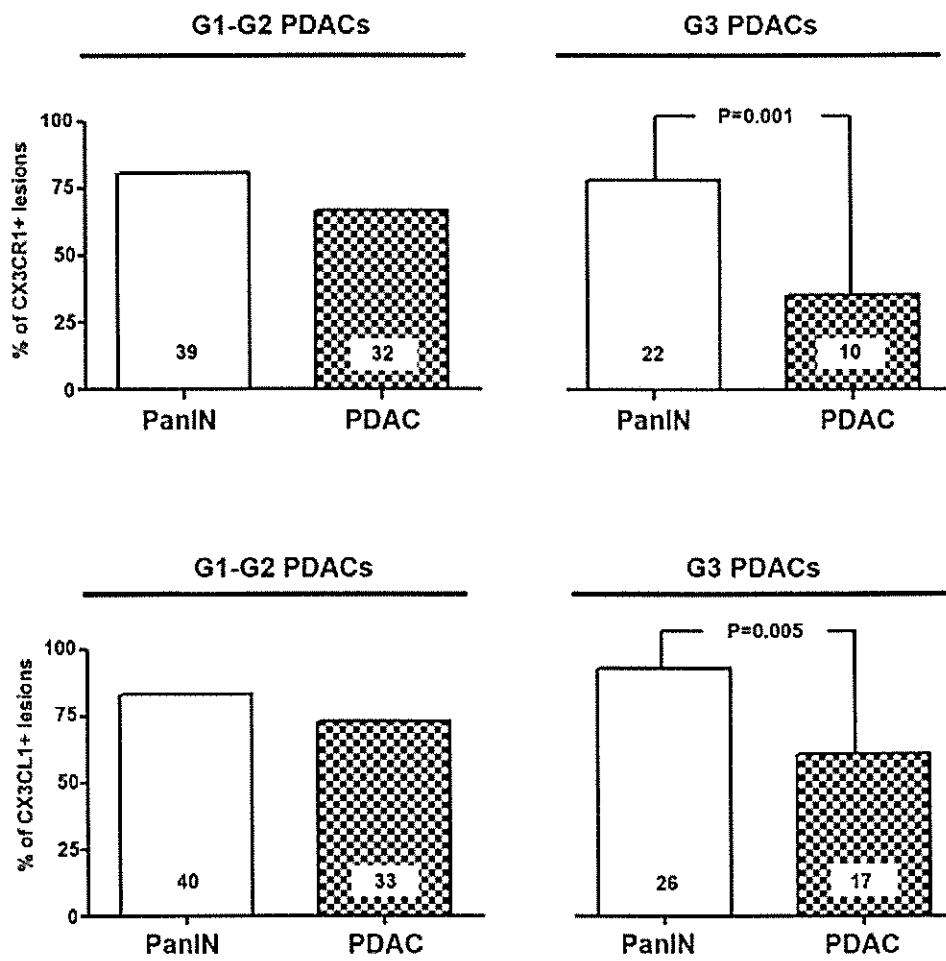 G1-G2 PDACs
G3 PDACs
% of CX3CR1+ lesions
100
75
50
25
0
39
32
PanIN
PDAC
P=0.001
22
10
PanIN
PDAC
G1-G2 PDACs
G3 PDACs
% of CX3CL1+ lesions
100
75
50
25
0
40
33
PanIN
PDAC
P=0.005
26
17
PanIN
PDAC